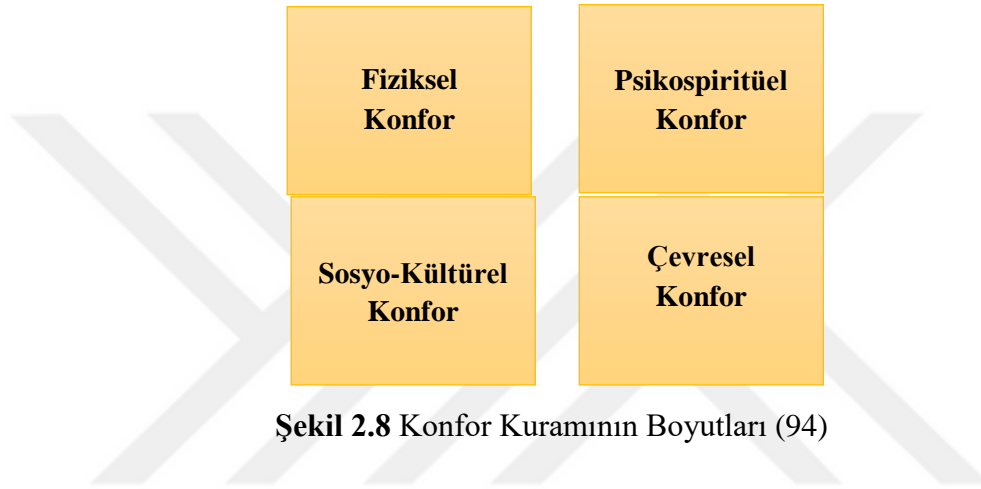 Fiziksel
Konfor
Psikospiritüel
Konfor
Sosyo-Kültürel
Konfor
Çevresel
Konfor
Şekil 2.8 Konfor Kuramının Boyutları (94)